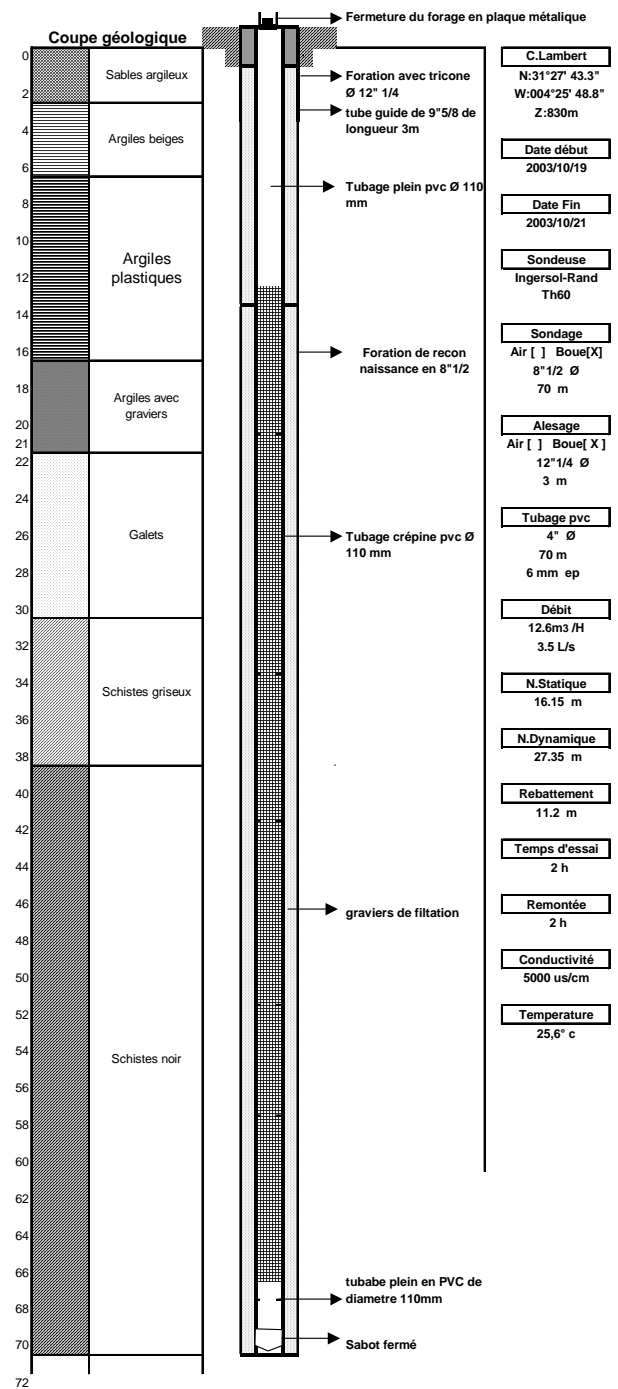 Fermeture du forage en plaque métalique
Coupe géologique
0
2
4
6
8
10
12
14
16
18
20
21
22
24
26
28
30
32
34
36
38
40
42
44
46
48
50
52
54
56
58
60
62
64
66
68
70
72
Sables argileux
Argiles beiges
Argiles
plastiques
Argiles avec
graviers
Galets
Schistes griseux
Schistes noir
Foration avec tricone
Ø 12" 1/4
tube guide de 9"5/8 de
longueur 3m
Tubage plein pvc Ø 110
mm
Foration de recon
naissance en 8"1/2
Tubage crépine pvc Ø
110 mm
graviers de filtation
tubabe plein en PVC de
diametre 110mm
Sabot fermé
C.Lambert
N:31°27' 43.3"
W:004°25' 48.8"
Z:830m
Date début
2003/10/19
Date Fin
2003/10/21
Sondeuse
Ingersol-Rand
Th60
Sondage
Air [ ] Boue[X]
8"1/2 Ø
70 m
Alesage
Air [ ] Boue[ X ]
12"1/4 Ø
3 m
Tubage pvc
4" Ø
70 m
6 mm ep
Débit
12.6m3 /H
3.5 L/s
N.Statique
16.15 m
N.Dynamique
27.35 m
Rebattement
11.2 m
Temps d'essai
2 h
Remontée
2 h
Conductivité
5000 us/cm
Temperature
25,6° c